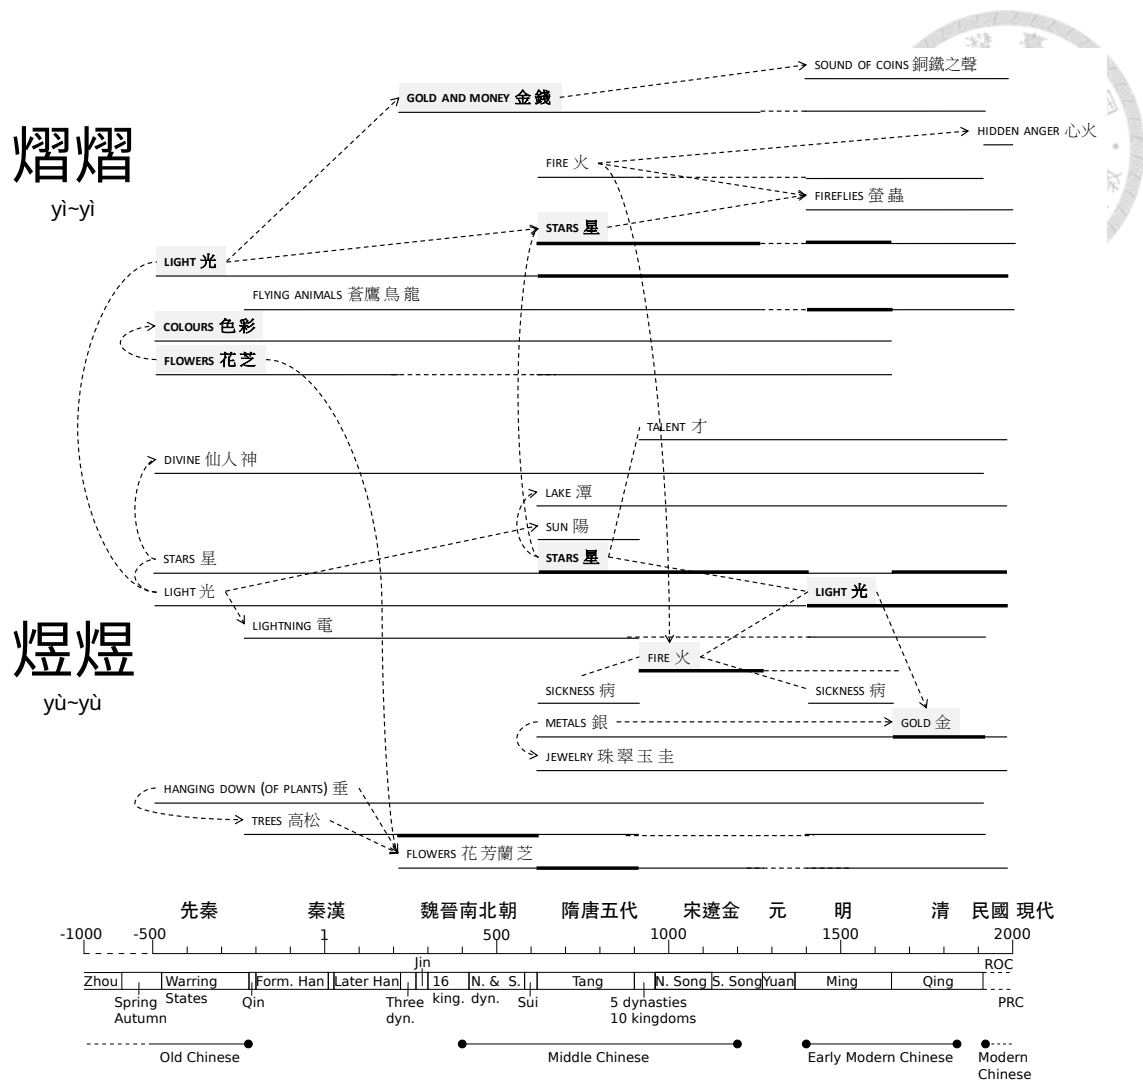 SOUND OF COINS 銅鐵之聲
GOLD AND MONEY 金錢
HIDDEN ANGER 心火
熠熠
yì~yì
FIRE 火
FIREFLIES 螢蟲
STARS 星
LIGHT 光
FLYING ANIMALS 蒼鷹鳥龍
COLOURS 色彩
FLOWERS 花芝
TALENT 才
DIVINE 仙人神
LAKE 潭
SUN 陽
STARS 星
STARS 星
LIGHT 光
LIGHT 光
LIGHTNING 電
煜煜
yù~yù
FIRE 火
SICKNESS 病
SICKNESS 病
METALS 銀
GOLD 金
JEWELRY 珠翠玉圭
HANGING DOWN (OF PLANTS) 垂
TREES 高松
FLOWERS 花芳蘭芝
先秦 秦漢 魏晉南北朝 隋唐五代 宋遼金 元 明 清 民國 現代
-1000 -500 1 500 1000 1500 2000
Jin
ROC
Zhou
Warring States
Form. Han
Later Han
16 king.
N. & S. dyn.
Tang
N. Song
S. Song
Yuan
Ming
Qing
Spring Autumn
Qin
Three dyn.
Sui
5 dynasties
10 kingdoms
PRC
Old Chinese
Middle Chinese
Early Modern Chinese
Modern Chinese